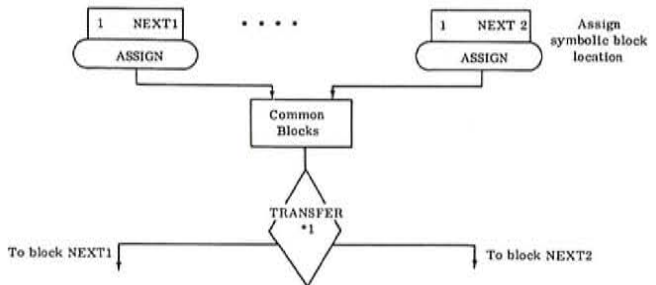 1 NEXT1
ASSIGN
. . . .
1 NEXT 2
ASSIGN
Assign
symbolic block
location
Common
Blocks
TRANSFER
*1
To block NEXT1
To block NEXT2